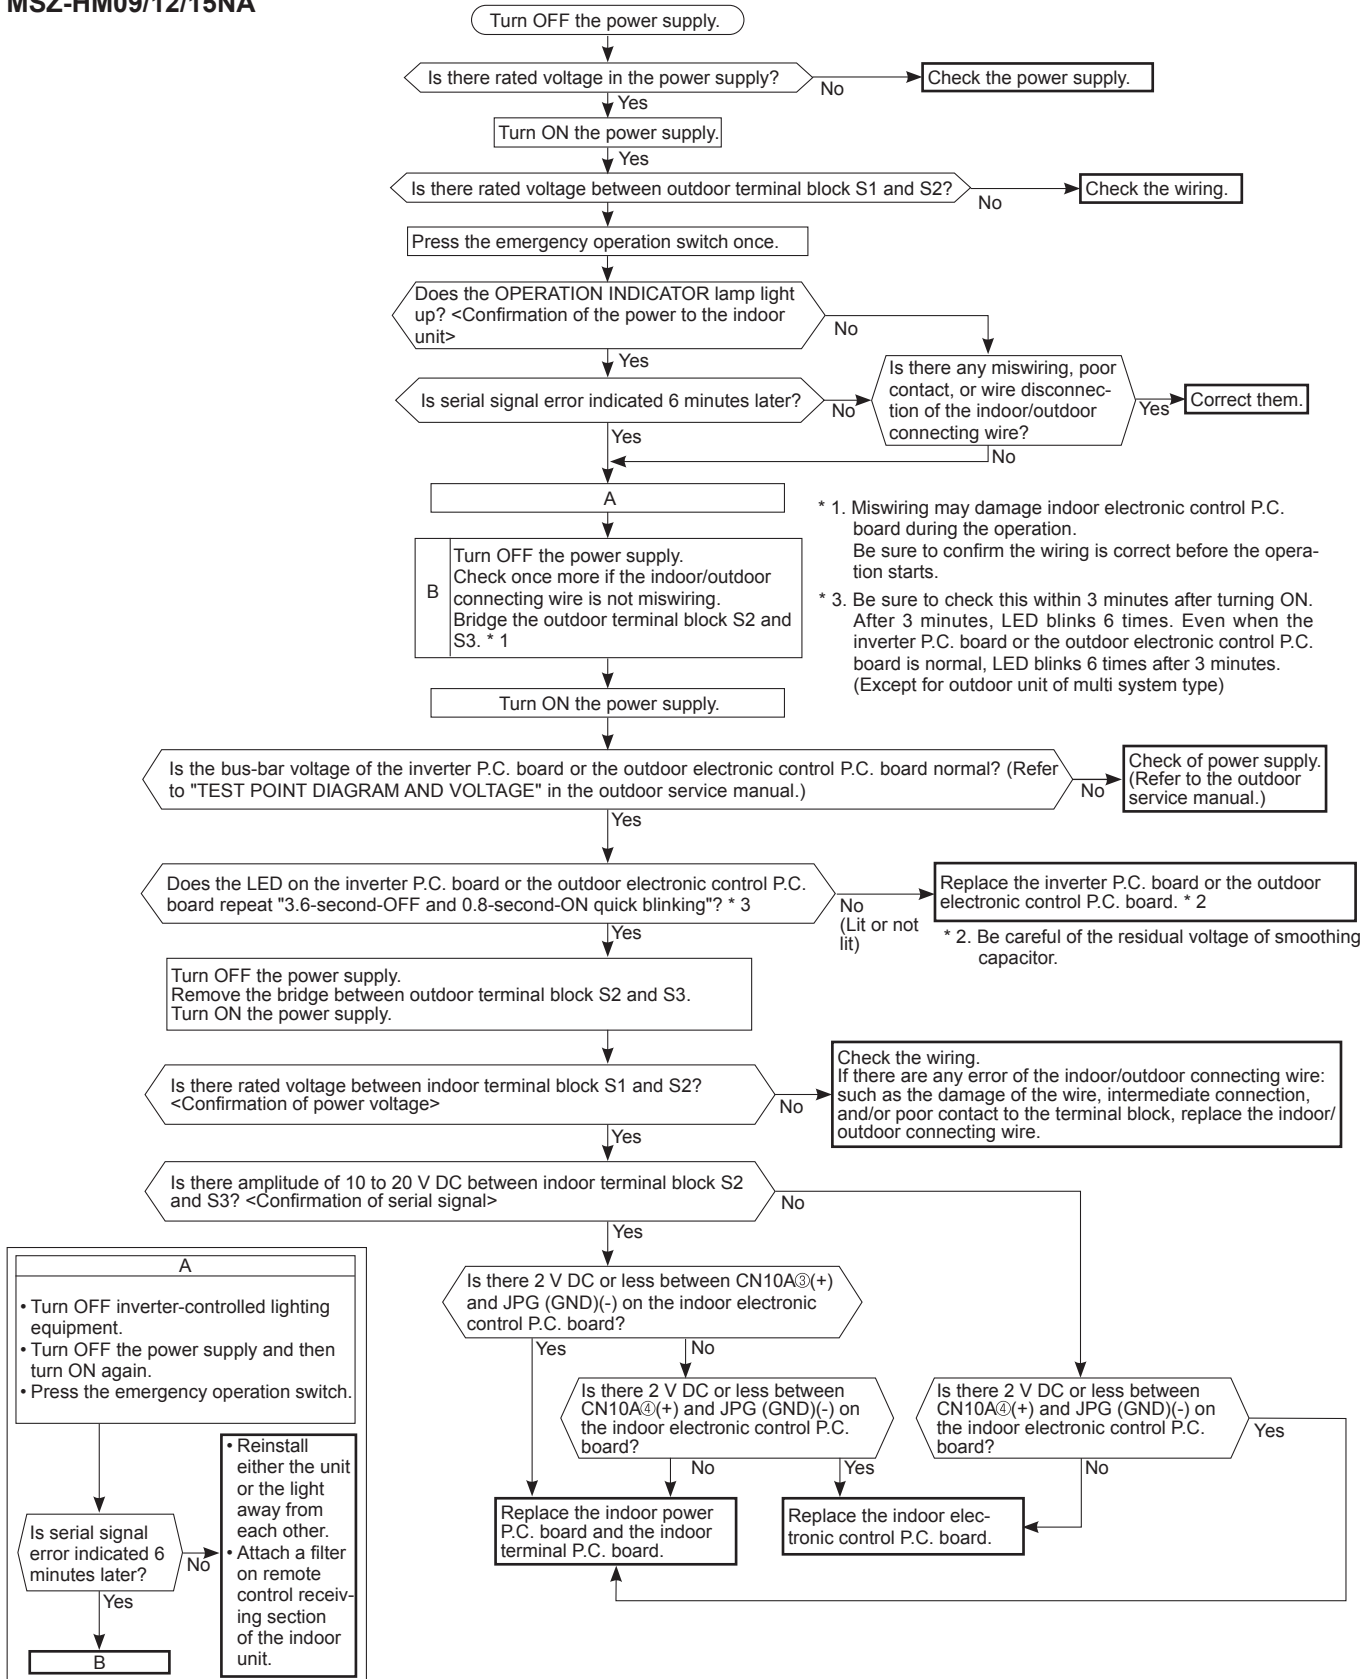 MSZ-HM09/12/15NA
Turn OFF the power supply.
Is there rated voltage in the power supply?
No
Check the power supply.
Yes
Turn ON the power supply.
Yes
Is there rated voltage between outdoor terminal block S1 and S2?
No
Check the wiring.
Press the emergency operation switch once.
Does the OPERATION INDICATOR lamp light
up? <Confirmation of the power to the indoor
unit>
No
Yes
Is serial signal error indicated 6 minutes later?
No
Is there any miswiring, poor
contact, or wire disconnec-
tion of the indoor/outdoor
connecting wire?
Yes
Correct them.
Yes
No
A
* 1. Miswiring may damage indoor electronic control P.C.
board during the operation.
Be sure to confirm the wiring is correct before the opera-
tion starts.
* 3. Be sure to check this within 3 minutes after turning ON.
After 3 minutes, LED blinks 6 times. Even when the
inverter P.C. board or the outdoor electronic control P.C.
board is normal, LED blinks 6 times after 3 minutes.
(Except for outdoor unit of multi system type)
B
Turn OFF the power supply.
Check once more if the indoor/outdoor
connecting wire is not miswiring.
Bridge the outdoor terminal block S2 and
S3. * 1
Turn ON the power supply.
Is the bus-bar voltage of the inverter P.C. board or the outdoor electronic control P.C. board normal? (Refer
to "TEST POINT DIAGRAM AND VOLTAGE" in the outdoor service manual.)
No
Check of power supply.
(Refer to the outdoor
service manual.)
Yes
Does the LED on the inverter P.C. board or the outdoor electronic control P.C.
board repeat "3.6-second-OFF and 0.8-second-ON quick blinking"? * 3
No
(Lit or not
lit)
Replace the inverter P.C. board or the outdoor
electronic control P.C. board. * 2
* 2. Be careful of the residual voltage of smoothing
capacitor.
Yes
Turn OFF the power supply.
Remove the bridge between outdoor terminal block S2 and S3.
Turn ON the power supply.
Is there rated voltage between indoor terminal block S1 and S2?
<Confirmation of power voltage>
No
Check the wiring.
If there are any error of the indoor/outdoor connecting wire:
such as the damage of the wire, intermediate connection,
and/or poor contact to the terminal block, replace the indoor/
outdoor connecting wire.
Yes
Is there amplitude of 10 to 20 V DC between indoor terminal block S2
and S3? <Confirmation of serial signal>
No
Yes
Is there 2 V DC or less between CN10A③(+)
and JPG (GND)(-) on the indoor electronic
control P.C. board?
Yes
No
Is there 2 V DC or less between
CN10A④(+) and JPG (GND)(-) on
the indoor electronic control P.C.
board?
No
Yes
Is there 2 V DC or less between
CN10A④(+) and JPG (GND)(-) on
the indoor electronic control P.C.
board?
Yes
No
Replace the indoor power
P.C. board and the indoor
terminal P.C. board.
Replace the indoor elec-
tronic control P.C. board.
A
• Turn OFF inverter-controlled lighting
equipment.
• Turn OFF the power supply and then
turn ON again.
• Press the emergency operation switch.
Is serial signal
error indicated 6
minutes later?
No
• Reinstall
either the unit
or the light
away from
each other.
• Attach a filter
on remote
control receiv-
ing section
of the indoor
unit.
Yes
B